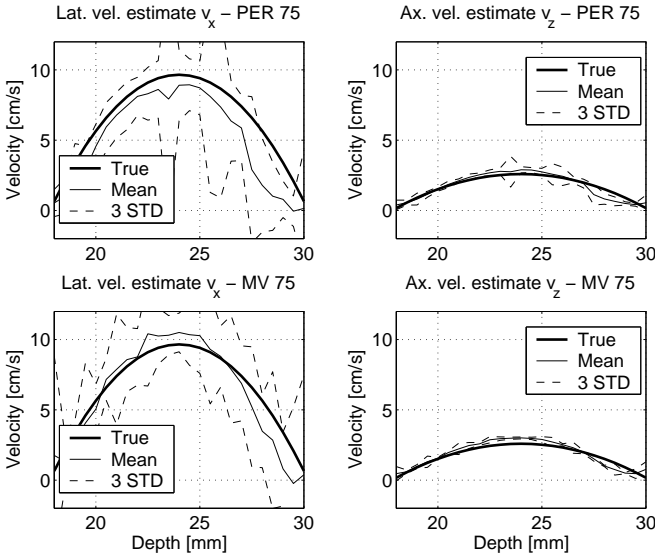 Lat. vel. estimate v_x – PER 75
Velocity [cm/s]
10
5
0
20
25
30
True
Mean
3 STD
Ax. vel. estimate v_z – PER 75
Velocity [cm/s]
10
5
0
20
25
30
True
Mean
3 STD
Lat. vel. estimate v_x – MV 75
Velocity [cm/s]
10
5
0
20
25
30
Depth [mm]
True
Mean
3 STD
Ax. vel. estimate v_z – MV 75
Velocity [cm/s]
10
5
0
20
25
30
Depth [mm]
True
Mean
3 STD